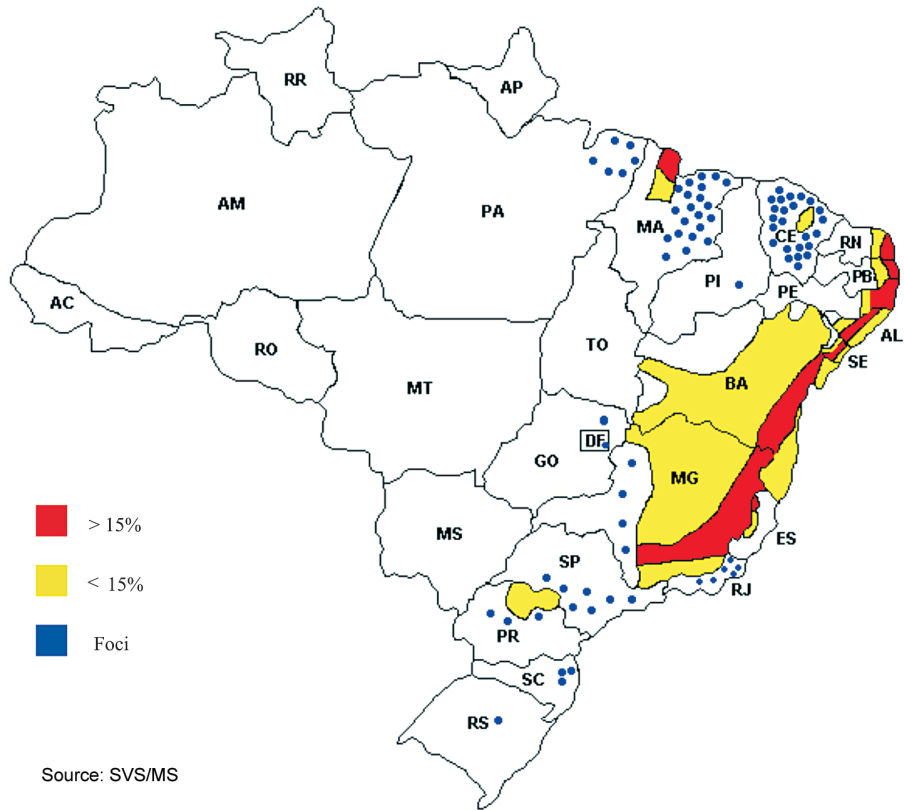 RR
AP
AM
PA
MA
CE
RN
PB
PI
PE
AC
AL
TO
SE
RO
BA
MT
DF
GO
MG
MS
ES
SP
RJ
PR
SC
RS
> 15%
< 15%
Foci
Source: SVS/MS